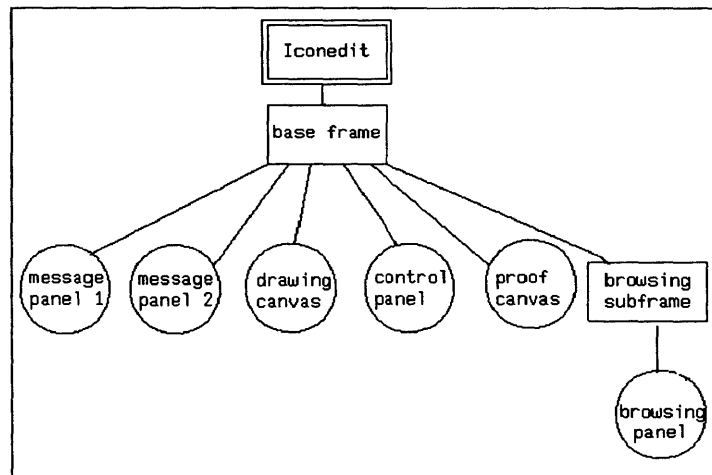 Iconedit
base frame
message
panel 1
message
panel 2
drawing
canvas
control
panel
proof
canvas
browsing
subframe
browsing
panel